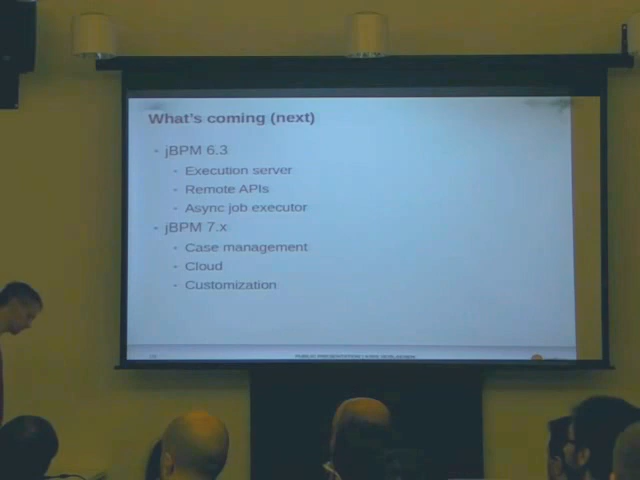 What's coming (next)
- jBPM 6.3
- Execution server
- Remote APIs
- Async job executor
- jBPM 7.x
- Case management
- Cloud
- Customization